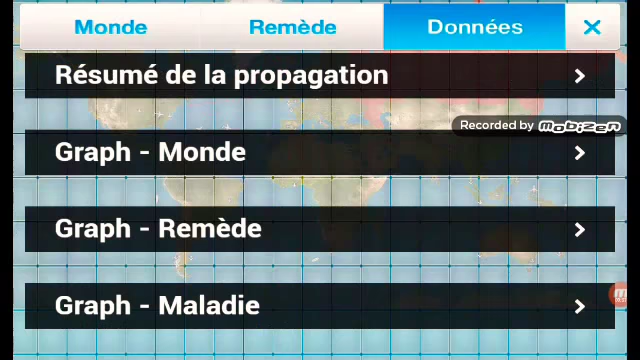 Monde
Remède
Données
Résumé de la propagation
Recorded by mobizen
Graph - Monde
Graph - Remède
Graph - Maladie